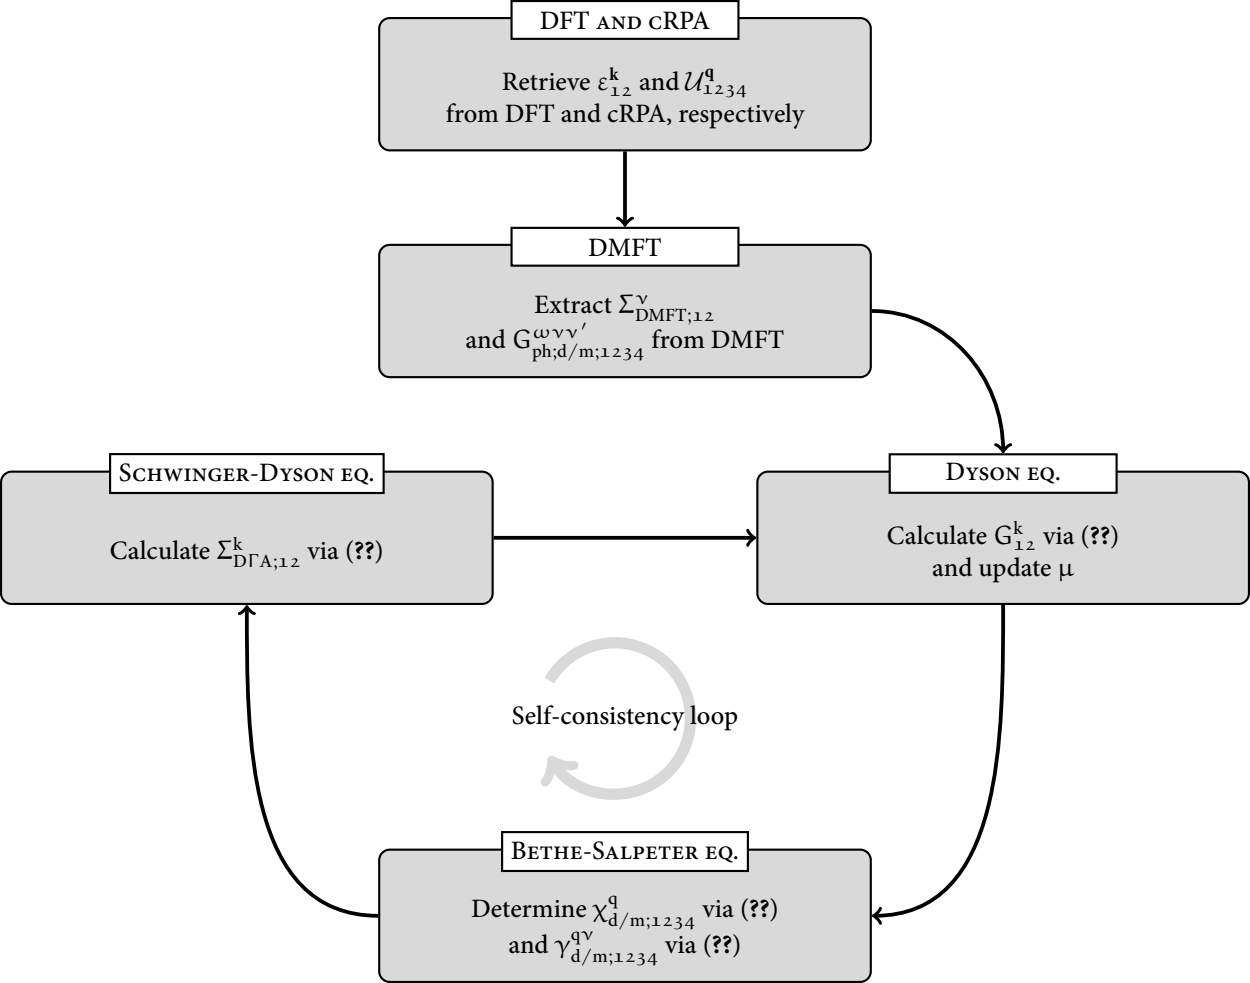 DFT AND CRPA
Retrieve ε^𝐤_12 and 𝒰^𝐪_1234
from DFT and cRPA, respectively
DMFT
Extract Σ^ν_DMFT;12
and G^ωνν′_ph;d/m;1234 from DMFT
SCHWINGER-DYSON EQ.
Calculate Σ^k_DΓA;12 via (??)
DYSON EQ.
Calculate G^k_12 via (??)
and update μ
Self-consistency loop
BETHE-SALPETER EQ.
Determine χ^q_d/m;1234 via (??)
and γ^qν_d/m;1234 via (??)